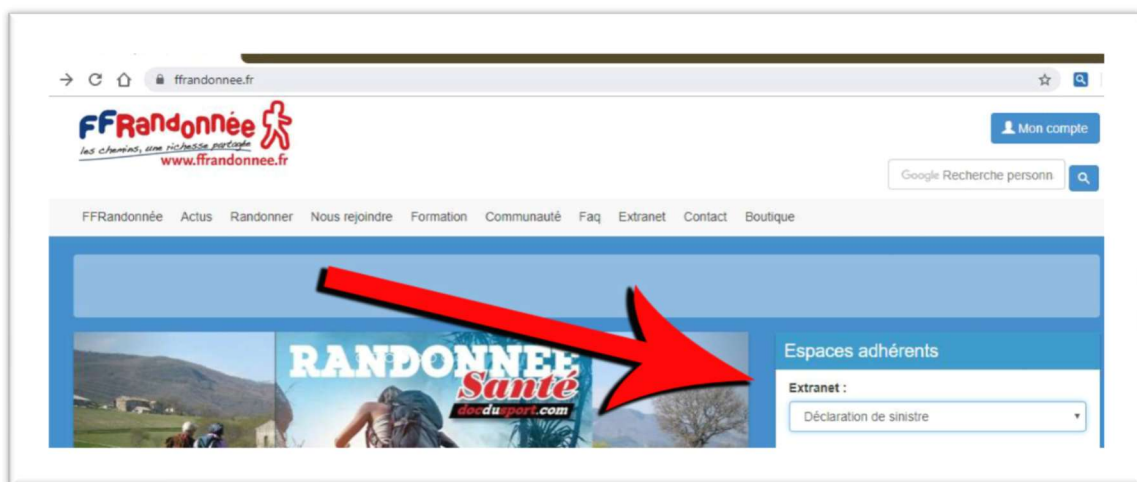 ffrandonnee.fr
FFRandonnée
les chemins, une richesse partagée
www.ffrandonnee.fr
Mon compte
Google Recherche personn
FFRandonnée Actus Randonner Nous rejoindre Formation Communauté Faq Extranet Contact Boutique
RANDONNEE
Santé
docdusport.com
Espaces adhérents
Extranet :
Déclaration de sinistre